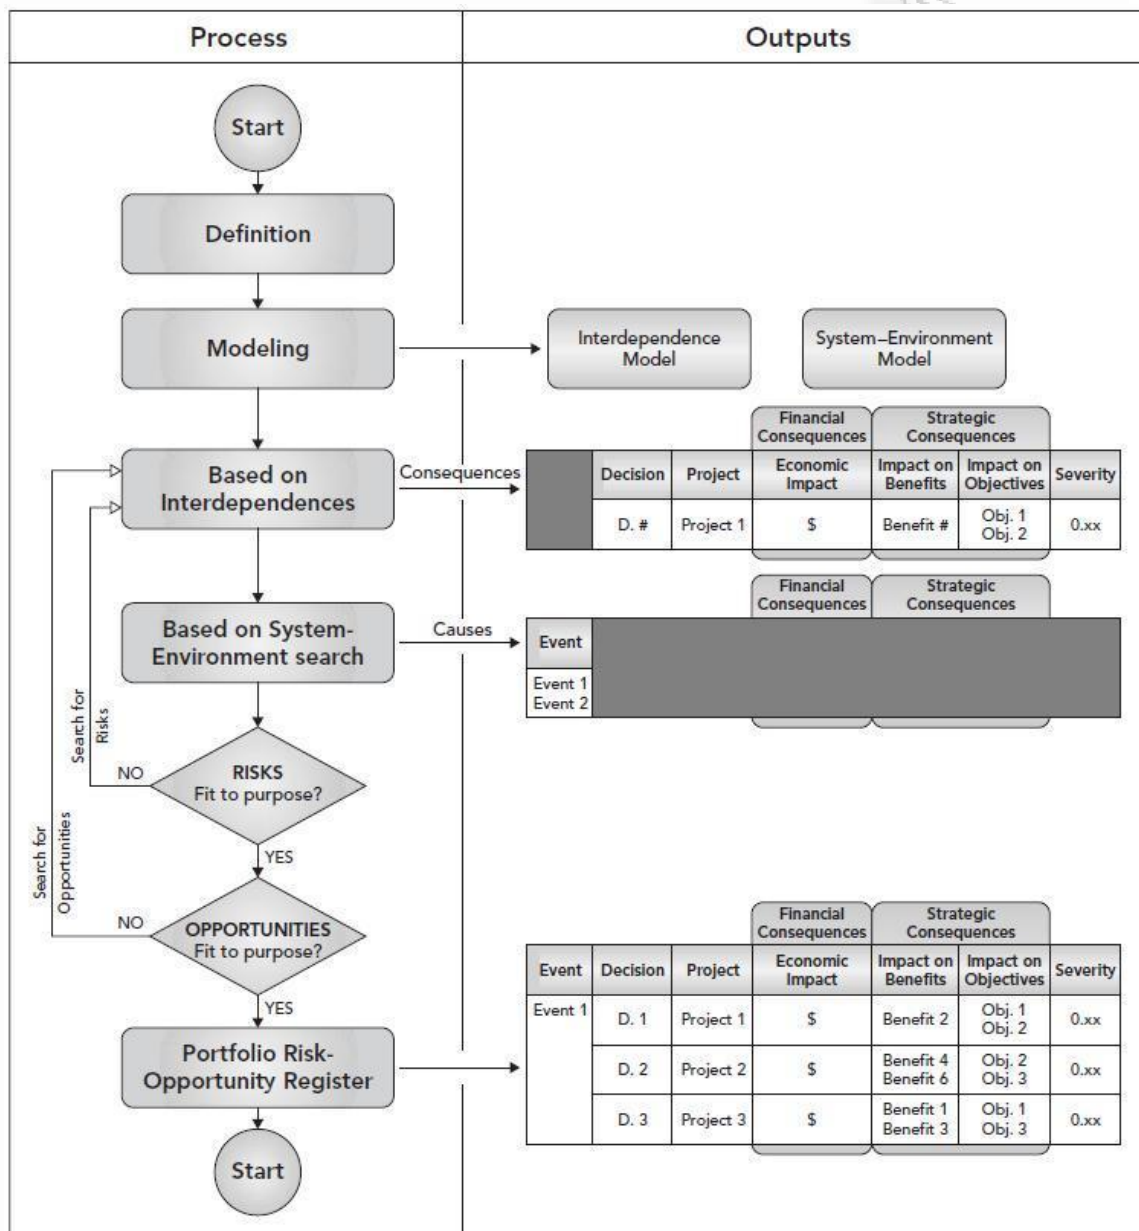 Process
Outputs
Start
Definition
Modeling
Interdependence
Model
System–Environment
Model
Based on
Interdependences
Consequences
Financial
Consequences
Strategic
Consequences
Decision
Project
Economic
Impact
Impact on
Benefits
Impact on
Objectives
Severity
D. #
Project 1
$
Benefit #
Obj. 1
Obj. 2
0.xx
Based on System-
Environment search
Causes
Financial
Consequences
Strategic
Consequences
Event
Event 1
Event 2
Search for
Risks
Search for
Opportunities
NO
RISKS
Fit to purpose?
YES
NO
OPPORTUNITIES
Fit to purpose?
YES
Portfolio Risk-
Opportunity Register
Financial
Consequences
Strategic
Consequences
Event
Decision
Project
Economic
Impact
Impact on
Benefits
Impact on
Objectives
Severity
Event 1
D. 1
Project 1
$
Benefit 2
Obj. 1
Obj. 2
0.xx
D. 2
Project 2
$
Benefit 4
Benefit 6
Obj. 2
Obj. 3
0.xx
D. 3
Project 3
$
Benefit 1
Benefit 3
Obj. 1
Obj. 3
0.xx
Start